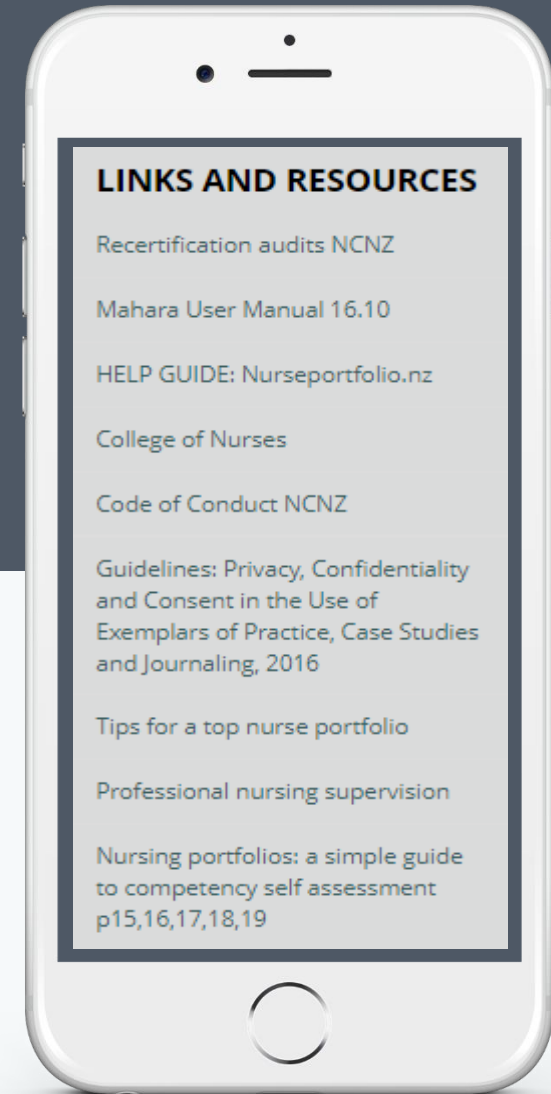 LINKS AND RESOURCES
Recertification audits NCNZ
Mahara User Manual 16.10
HELP GUIDE: Nurseportfolio.nz
College of Nurses
Code of Conduct NCNZ
Guidelines: Privacy, Confidentiality
and Consent in the Use of
Exemplars of Practice, Case Studies
and Journaling, 2016
Tips for a top nurse portfolio
Professional nursing supervision
Nursing portfolios: a simple guide
to competency self assessment
p15,16,17,18,19